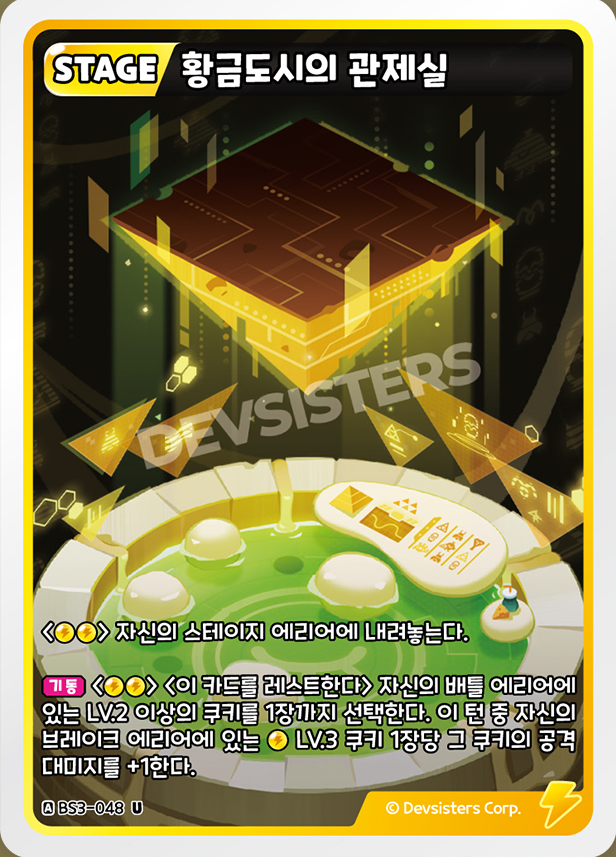 STAGE 황금도시의 관제실
DEVSISTERS
< > 자신의 스테이지 에리어에 내려놓는다.
기동 < > <이 카드를 레스트한다> 자신의 배틀 에리어에
있는 LV.2 이상의 쿠키를 1장까지 선택한다. 이 턴 중 자신의
브레이크 에리어에 있는 LV.3 쿠키 1장당 그 쿠키의 공격
대미지를 +1한다.
A BS3-048 U
© Devsisters Corp.